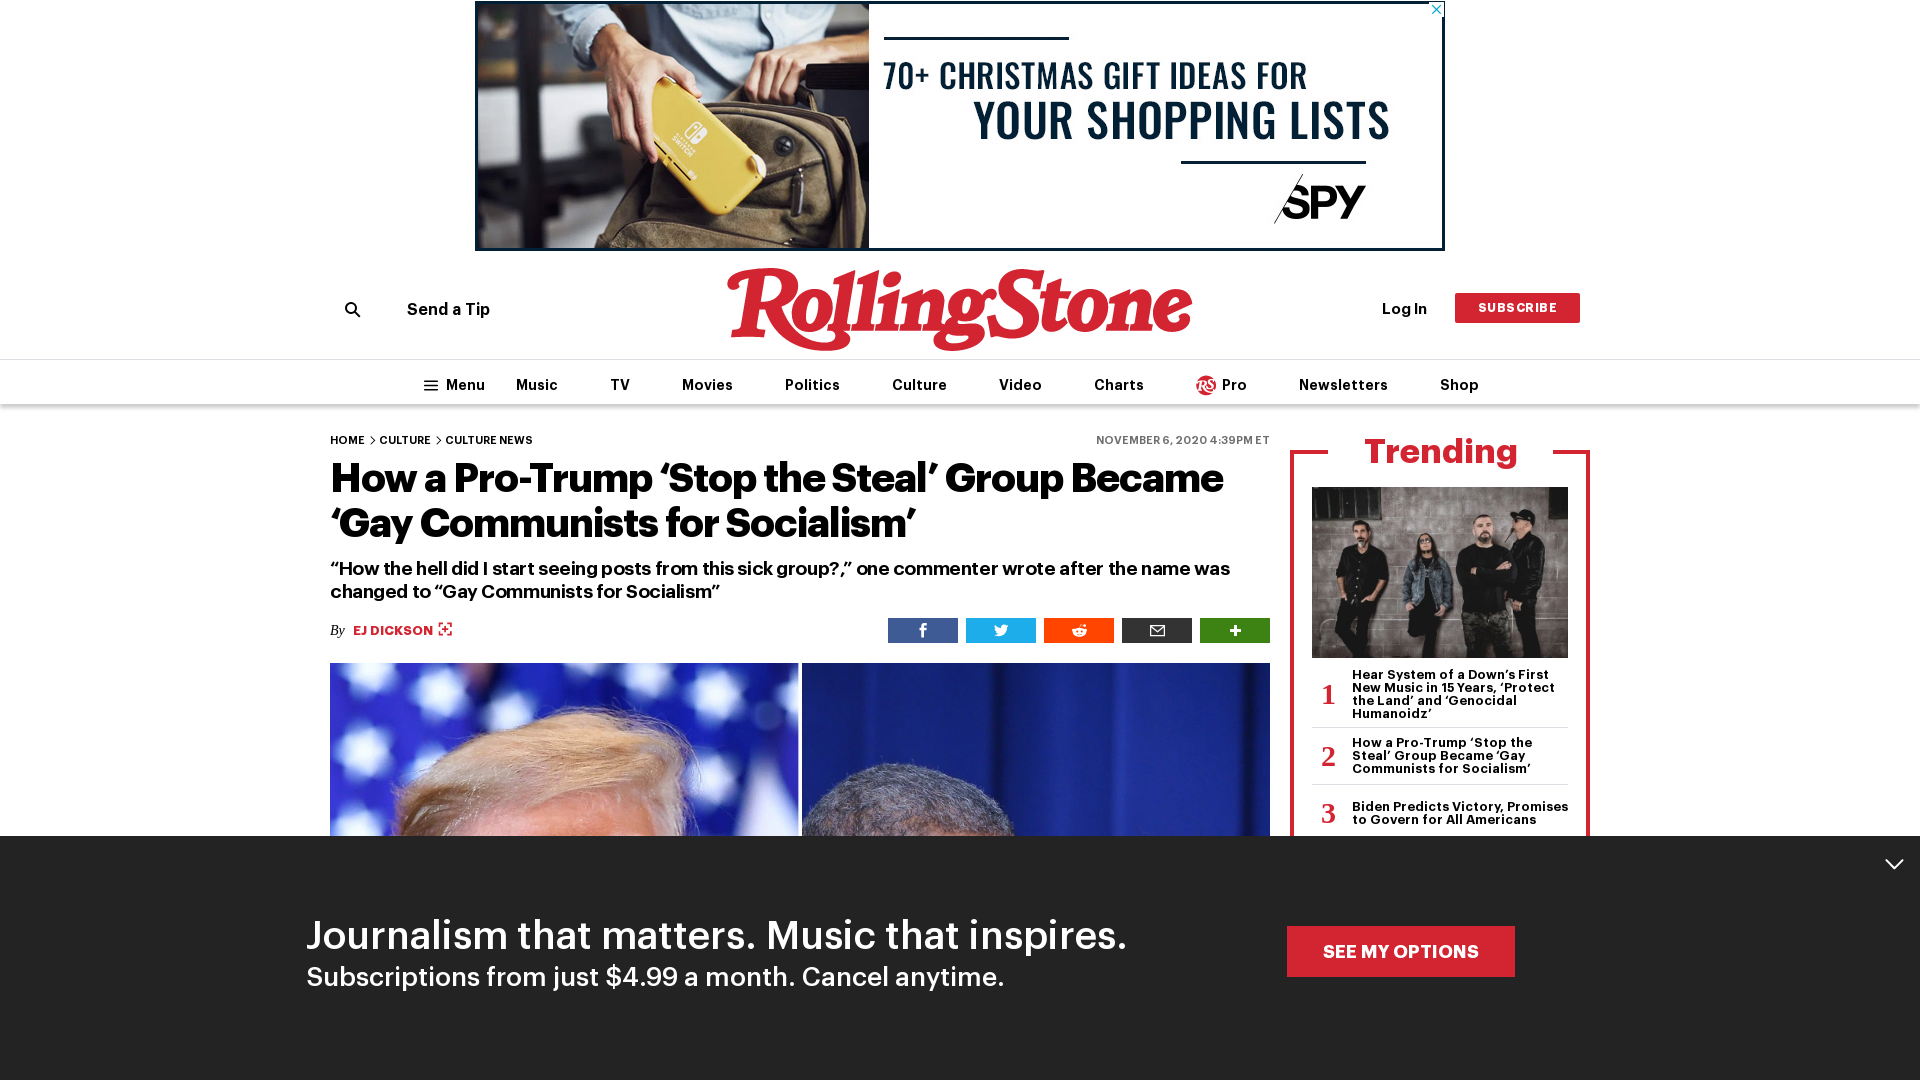 70+ CHRISTMAS GIFT IDEAS FOR
YOUR SHOPPING LISTS
SPY
Send a Tip
RollingStone
Log In
SUBSCRIBE
Menu
Music
TV
Movies
Politics
Culture
Video
Charts
RS Pro
Newsletters
Shop
HOME
CULTURE
CULTURE NEWS
NOVEMBER 6, 2020 4:39PM ET
How a Pro-Trump ‘Stop the Steal’ Group Became
‘Gay Communists for Socialism’
“How the hell did I start seeing posts from this sick group?,” one commenter wrote after the name was
changed to “Gay Communists for Socialism”
By EJ DICKSON
Trending
1
Hear System of a Down’s First
New Music in 15 Years, ‘Protect
the Land’ and ‘Genocidal
Humanoidz’
2
How a Pro-Trump ‘Stop the
Steal’ Group Became ‘Gay
Communists for Socialism’
3
Biden Predicts Victory, Promises
to Govern for All Americans
Journalism that matters. Music that inspires.
Subscriptions from just $4.99 a month. Cancel anytime.
SEE MY OPTIONS